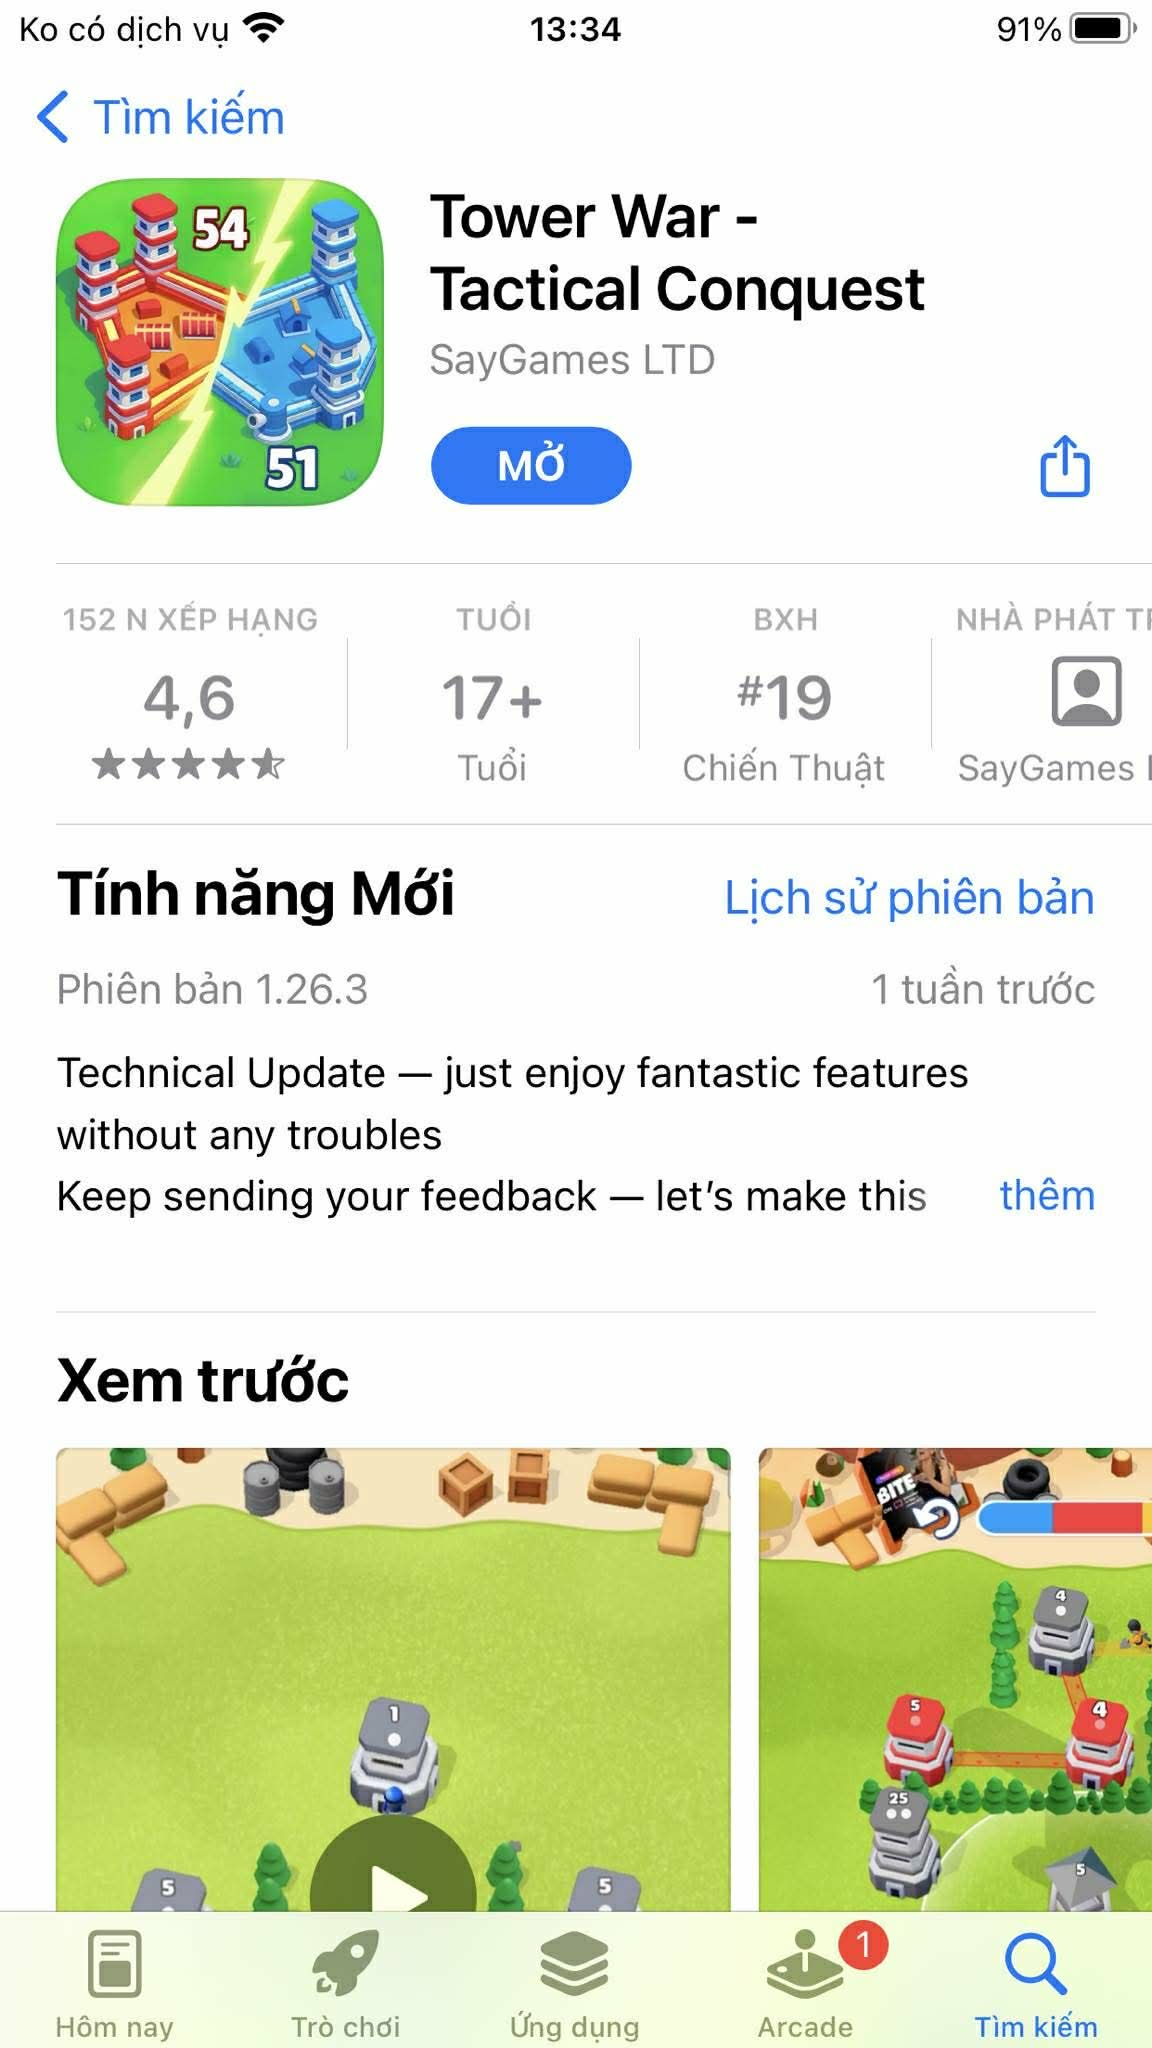 Ko có dịch vụ
13:34
91%
Tìm kiếm
54
51
Tower War -
Tactical Conquest
SayGames LTD
MỞ
152 N XẾP HẠNG
4,6
TUỔI
17+
Tuổi
BXH
#19
Chiến Thuật
NHÀ PHÁT TR
SayGames
Tính năng Mới
Lịch sử phiên bản
Phiên bản 1.26.3
1 tuần trước
Technical Update — just enjoy fantastic features
without any troubles
Keep sending your feedback — let's make this
thêm
Xem trước
1
5
5
BITE
4
5
4
25
5
Hôm nay
Trò chơi
Ứng dụng
Arcade
1
Tìm kiếm